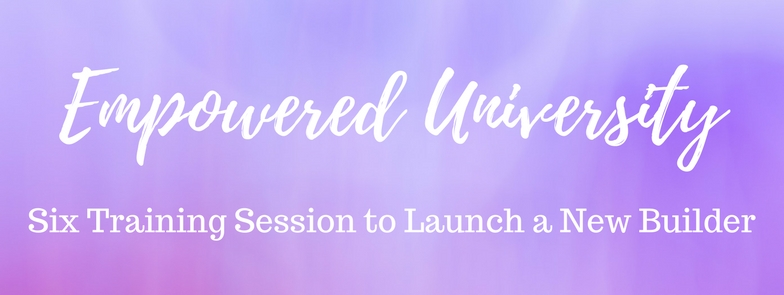 Empowered University
Six Training Session to Launch a New Builder